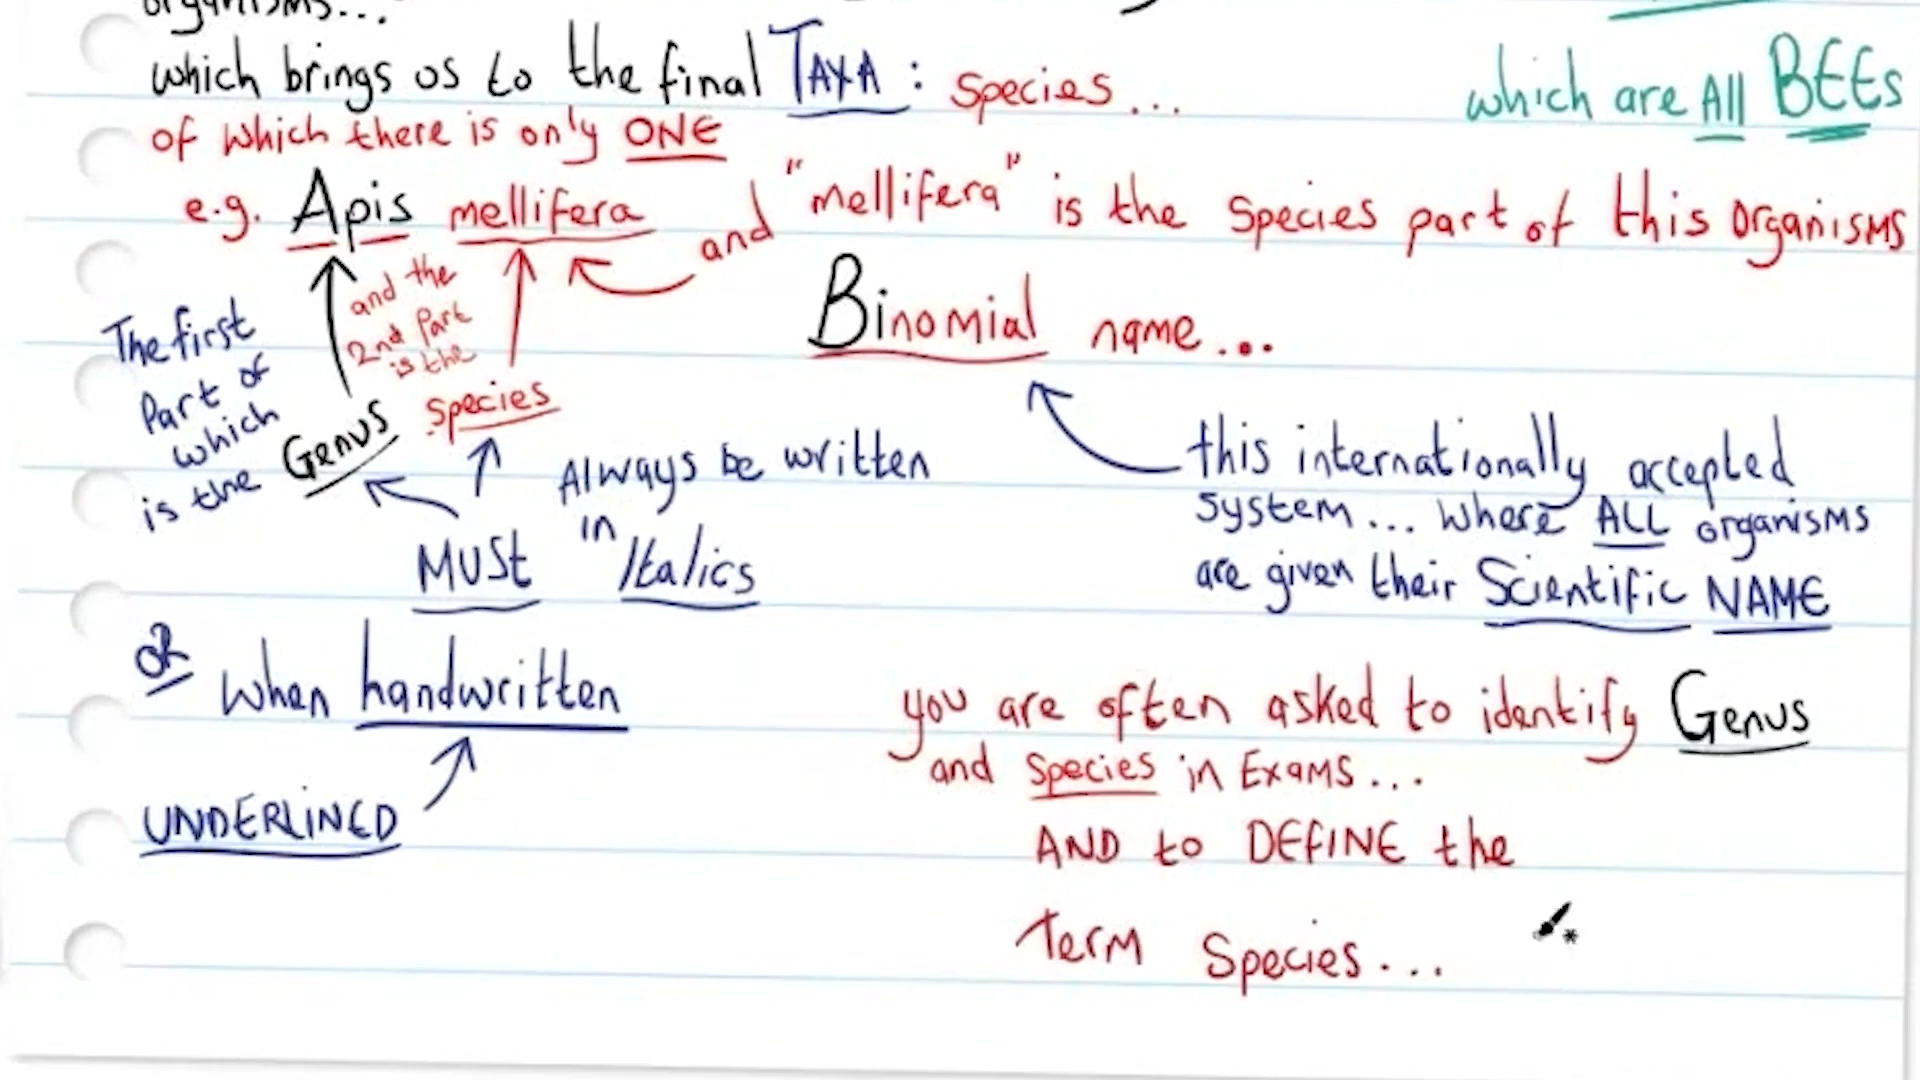 organisms...
which brings us to the final TAXA : Species...
which are All BEEs
of which there is only ONE
e.g. Apis mellifera
and "mellifera" is the Species part of this organisms
Binomial name...
The first
Part of
which
is the Genus
and the
2nd Part
is the
Species
MUSt Always be written
in Italics
OR when handwritten
UNDERLINED
this internationally accepted
System... where ALL organisms
are given their Scientific NAME
you are often asked to identify Genus
and Species in Exams...
AND to DEFINE the
Term Species...